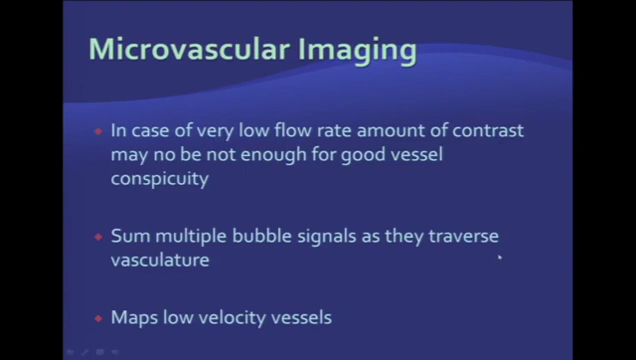 Microvascular Imaging
In case of very low flow rate amount of contrast
may no be not enough for good vessel
conspicuity
Sum multiple bubble signals as they traverse
vasculature
Maps low velocity vessels